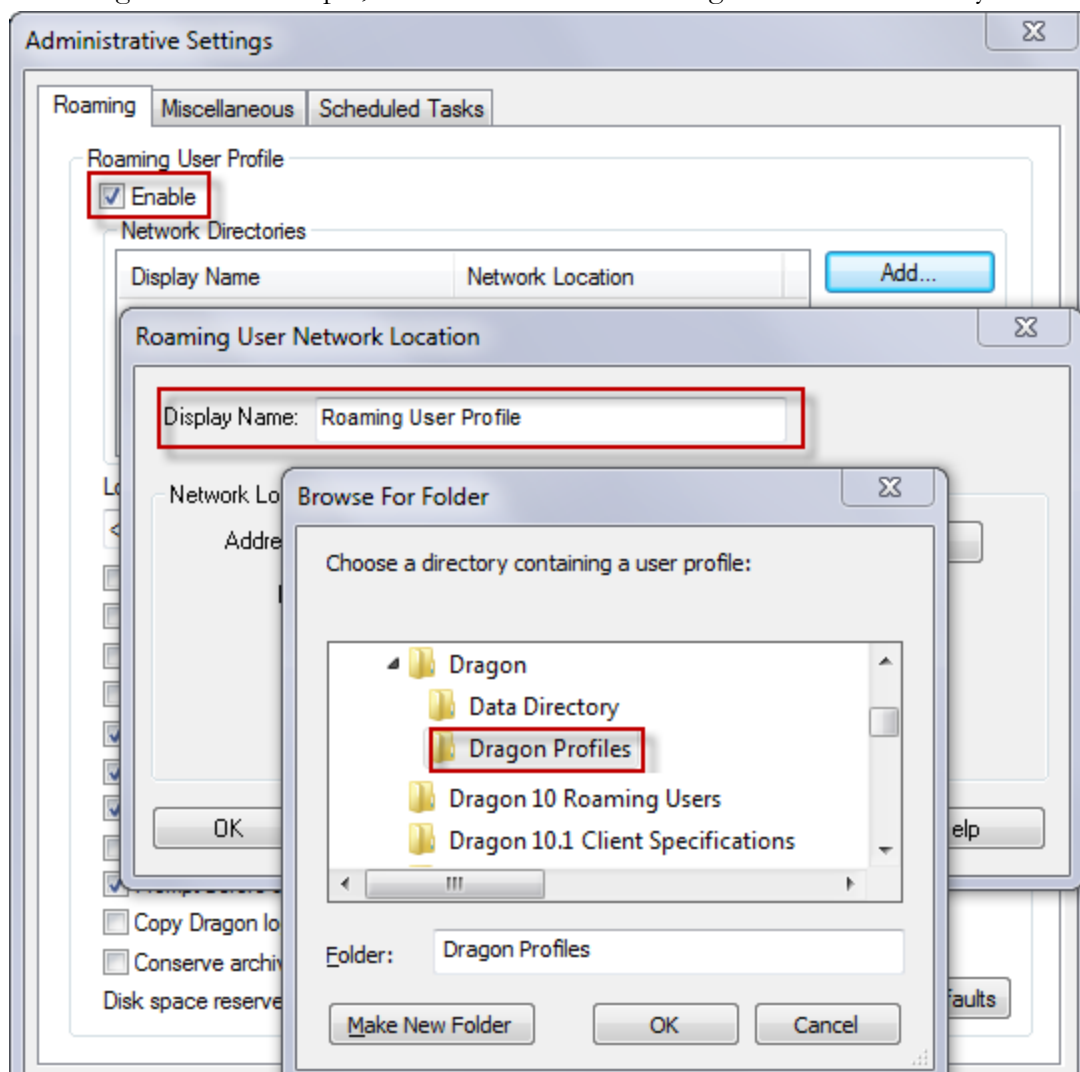 Administrative Settings
Roaming Miscellaneous Scheduled Tasks
Roaming User Profile
Enable
Network Directories
Display Name Network Location Add...
Roaming User Network Location
Display Name: Roaming User Profile
Network Lo
Addre
Browse For Folder
Choose a directory containing a user profile:
Dragon
Data Directory
Dragon Profiles
Dragon 10 Roaming Users
Dragon 10.1 Client Specifications
OK
elp
Copy Dragon lo
Conserve archiv
Disk space reserve
Folder: Dragon Profiles
Make New Folder OK Cancel
faults